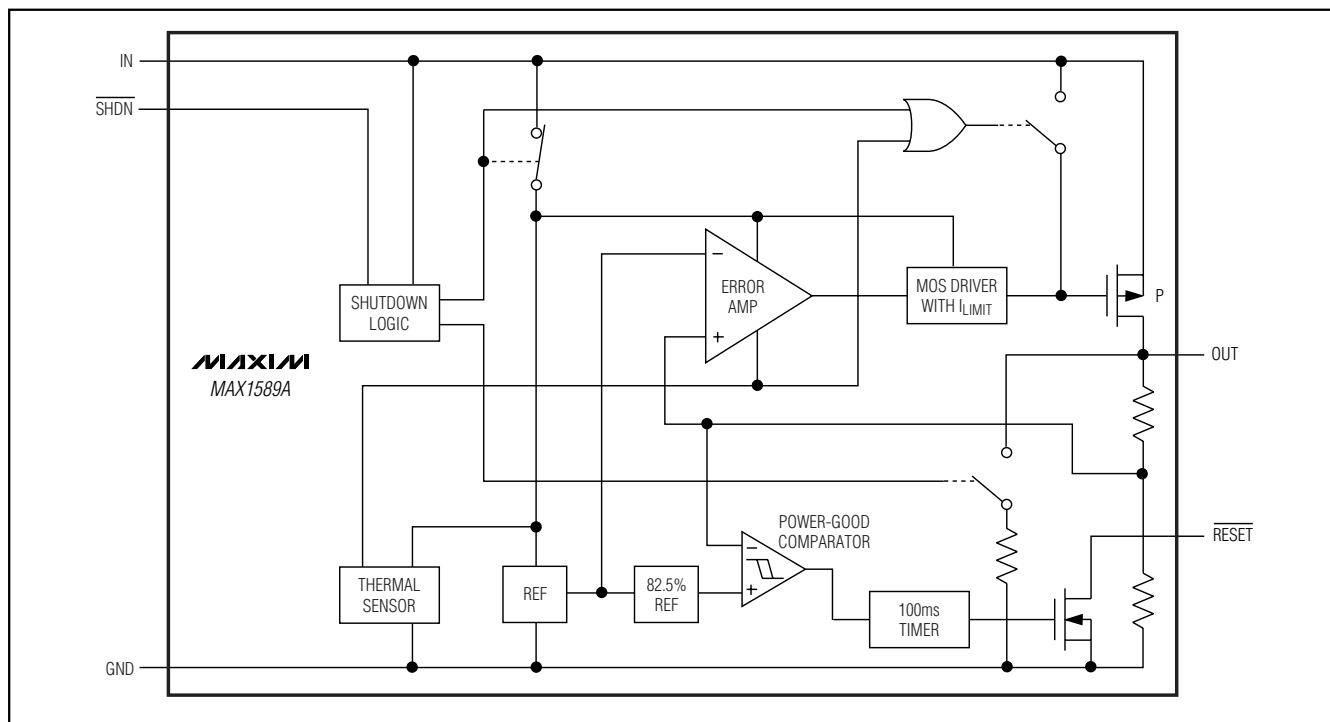 IN
SHDN
−
ERROR
AMP
+
MOS DRIVER
WITH ILIMIT
P
SHUTDOWN
LOGIC
OUT
MAXIM
MAX1589A
POWER-GOOD
COMPARATOR
RESET
−
+
THERMAL
SENSOR
REF
82.5%
REF
100ms
TIMER
GND